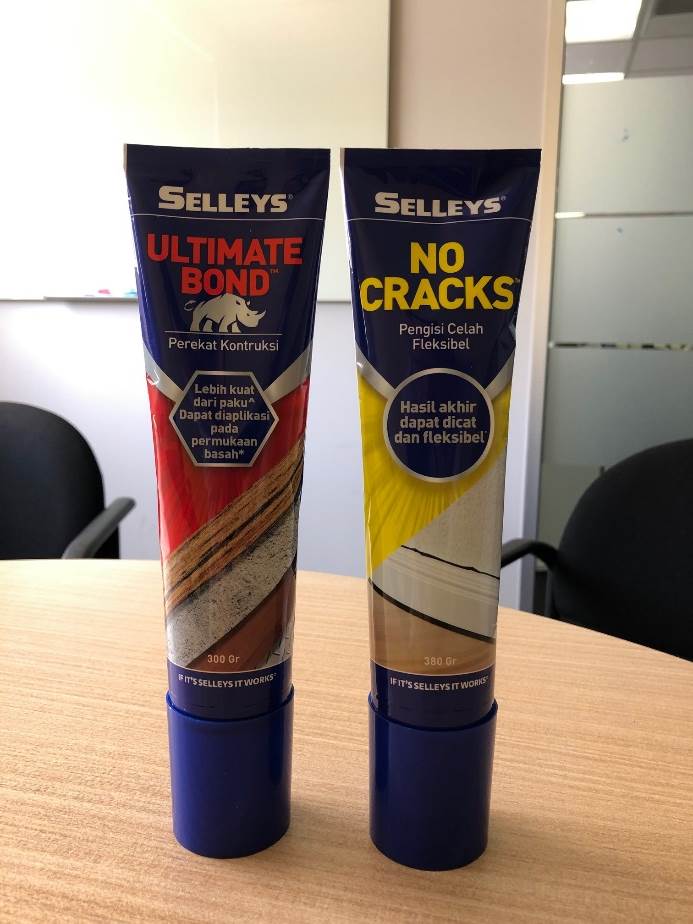 SELLEYS®
ULTIMATE
BOND™
Perekat Kontruksi
Lebih kuat
dari paku^
Dapat diaplikasi
pada
permukaan
basah*
300 Gr
IF IT'S SELLEYS IT WORKS®
SELLEYS®
NO
CRACKS™
Pengisi Celah
Fleksibel
Hasil akhir
dapat dicat
dan fleksibel
380 Gr
IF IT'S SELLEYS IT WORKS®